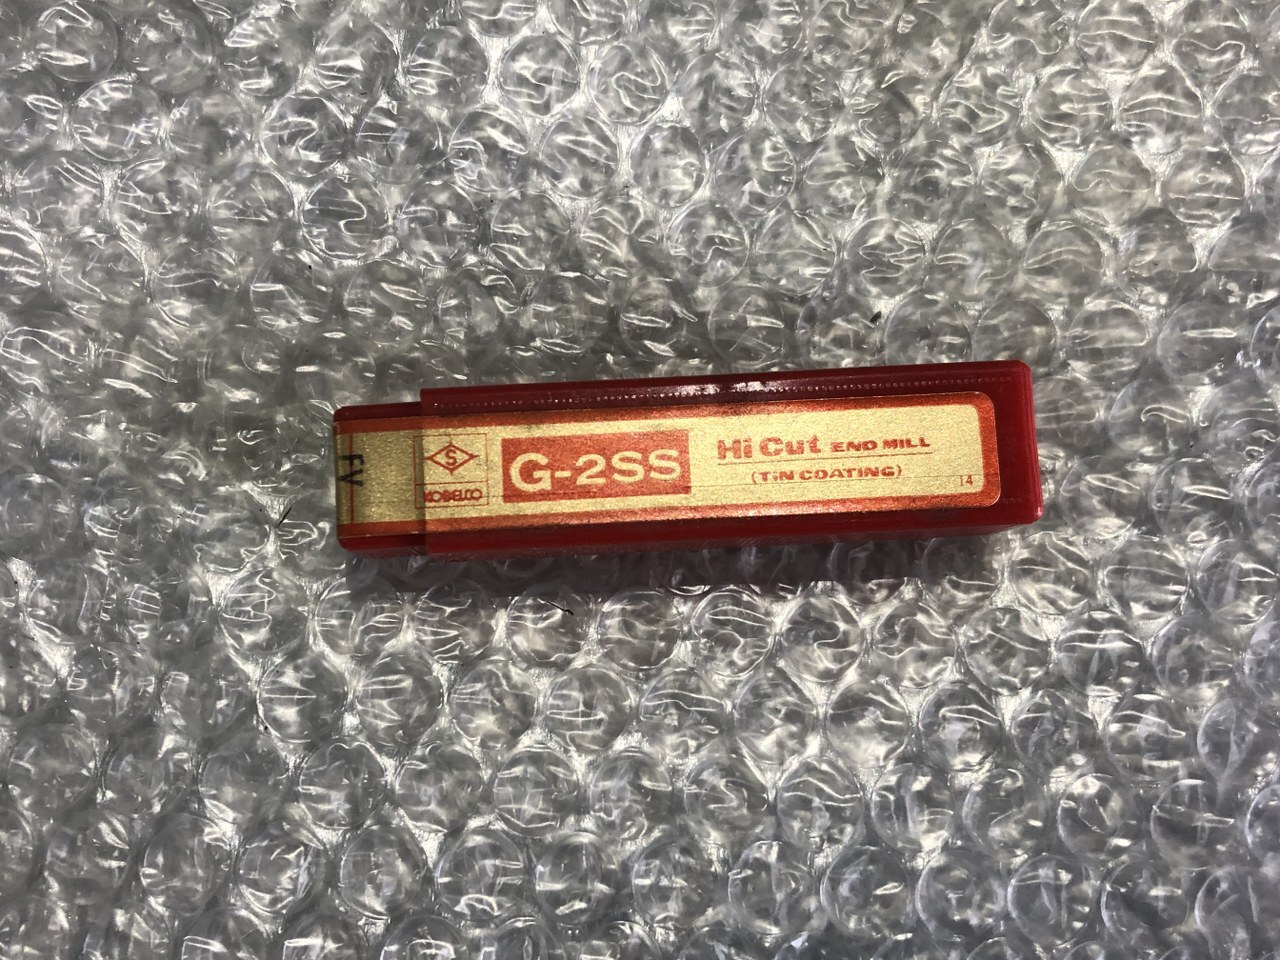 FV
S
KOBELCO
G-2SS
Hi Cut END MILL
(TiN COATING)
14